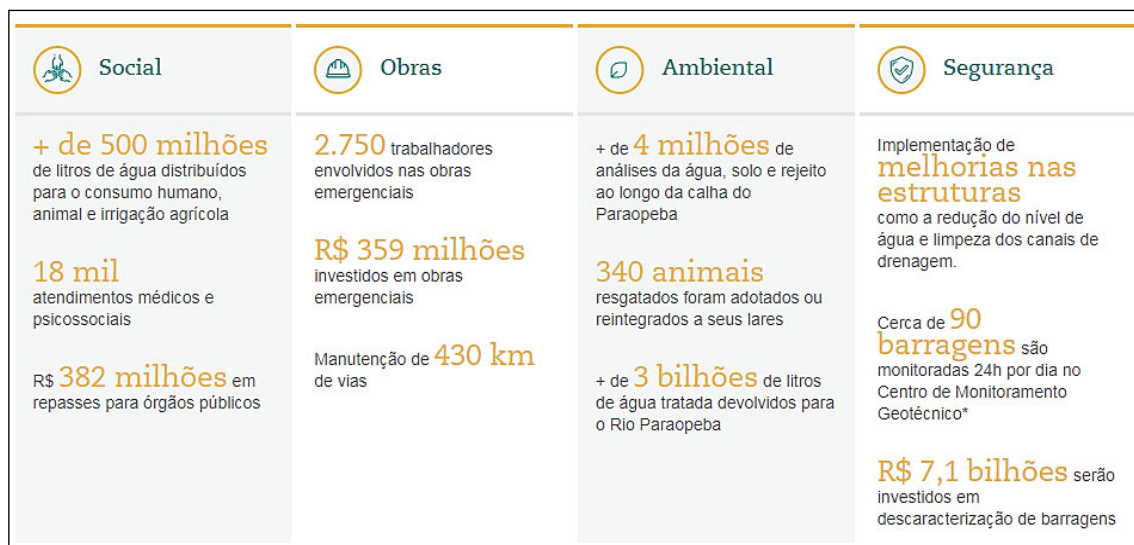 Social
+ de 500 milhões
de litros de água distribuídos
para o consumo humano,
animal e irrigação agrícola
18 mil
atendimentos médicos e
psicossociais
R$ 382 milhões em
repasses para órgãos públicos
Obras
2.750 trabalhadores
envolvidos nas obras
emergenciais
R$ 359 milhões
investidos em obras
emergenciais
Manutenção de 430 km
de vias
Ambiental
+ de 4 milhões de
análises da água, solo e rejeito
ao longo da calha do
Paraopeba
340 animais
resgatados foram adotados ou
reintegrados a seus lares
+ de 3 bilhões de litros
de água tratada devolvidos para
o Rio Paraopeba
Segurança
Implementação de
melhorias nas
estruturas
como a redução do nível de
água e limpeza dos canais de
drenagem.
Cerca de 90
barragens são
monitoradas 24h por dia no
Centro de Monitoramento
Geotécnico*
R$ 7,1 bilhões serão
investidos em
descaracterização de barragens